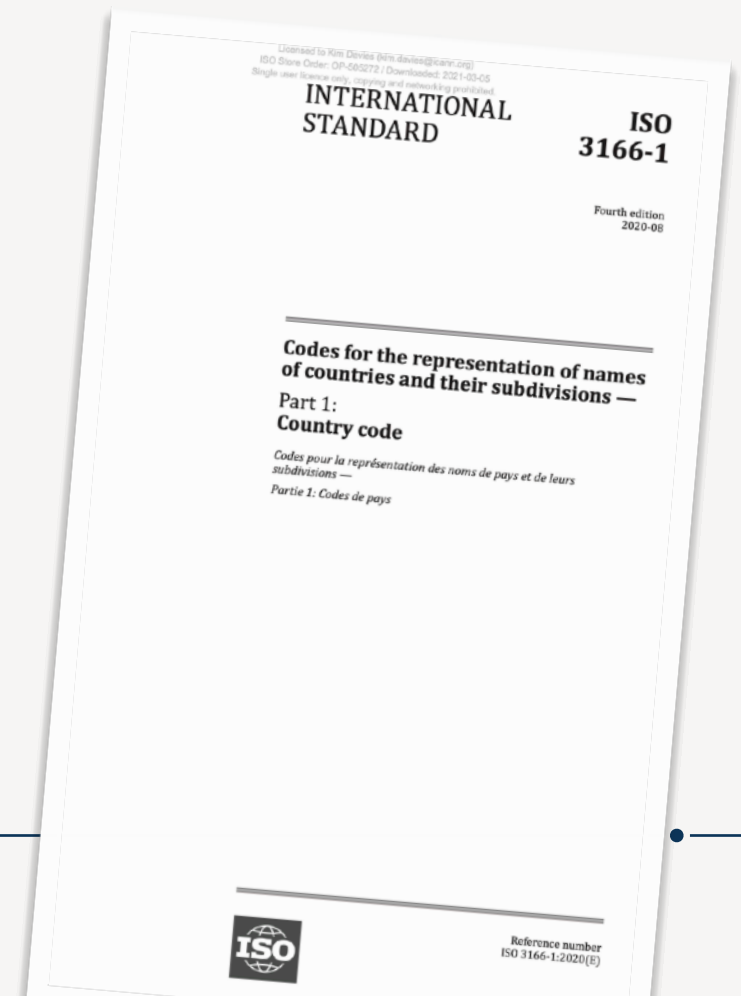 Licensed to Kim Davies (kim.davies@icann.org)
ISO Store Order: OP-503272 / Downloaded: 2021-03-05
Single user licence only, copying and networking prohibited.
INTERNATIONAL
STANDARD
ISO
3166-1
Fourth edition
2020-08
Codes for the representation of names
of countries and their subdivisions —
Part 1:
Country code
Codes pour la représentation des noms de pays et de leurs
subdivisions —
Partie 1: Codes de pays
ISO
Reference number
ISO 3166-1:2020(E)